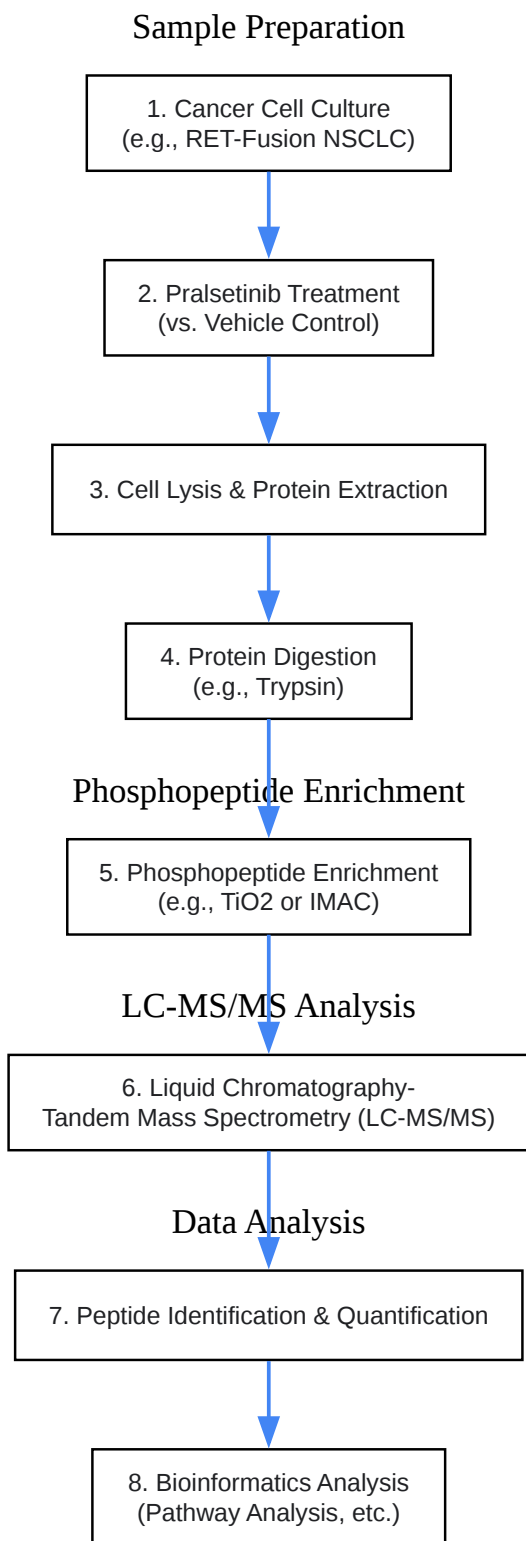 Sample Preparation
1. Cancer Cell Culture
(e.g., RET-Fusion NSCLC)
2. Pralsetinib Treatment
(vs. Vehicle Control)
3. Cell Lysis & Protein Extraction
4. Protein Digestion
(e.g., Trypsin)
Phosphopeptide Enrichment
5. Phosphopeptide Enrichment
(e.g., TiO2 or IMAC)
LC-MS/MS Analysis
6. Liquid Chromatography-
Tandem Mass Spectrometry (LC-MS/MS)
Data Analysis
7. Peptide Identification & Quantification
8. Bioinformatics Analysis
(Pathway Analysis, etc.)